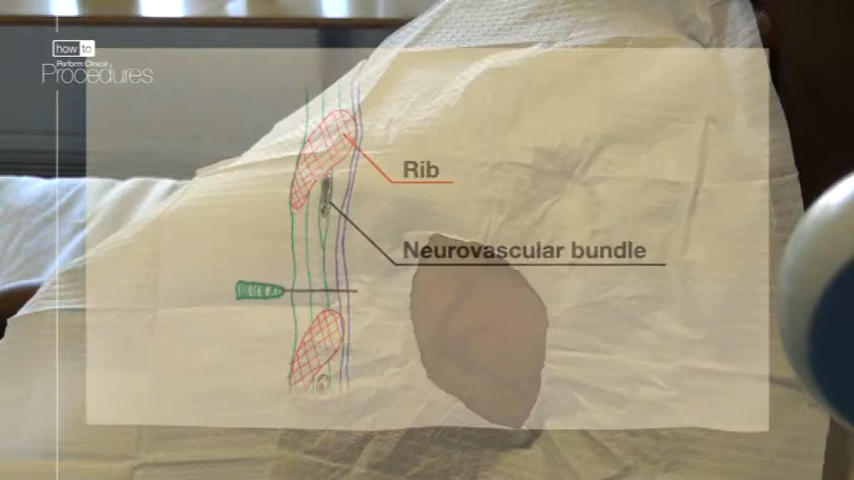 how to
Perform Clinical
Procedures
Rib
Neurovascular bundle